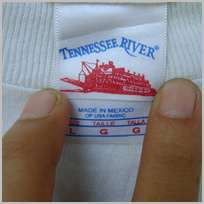 TENNESSEE RIVER®
MADE IN MEXICO
OF USA FABRIC
TAILLE TALLA
L G G